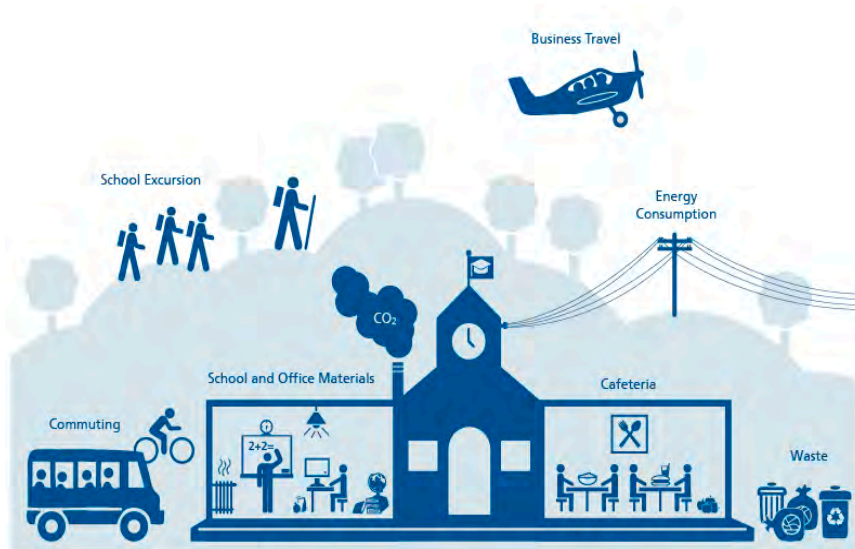 Business Travel
School Excursion
Energy
Consumption
CO₂
School and Office Materials
Cafeteria
Commuting
2+2=
Waste